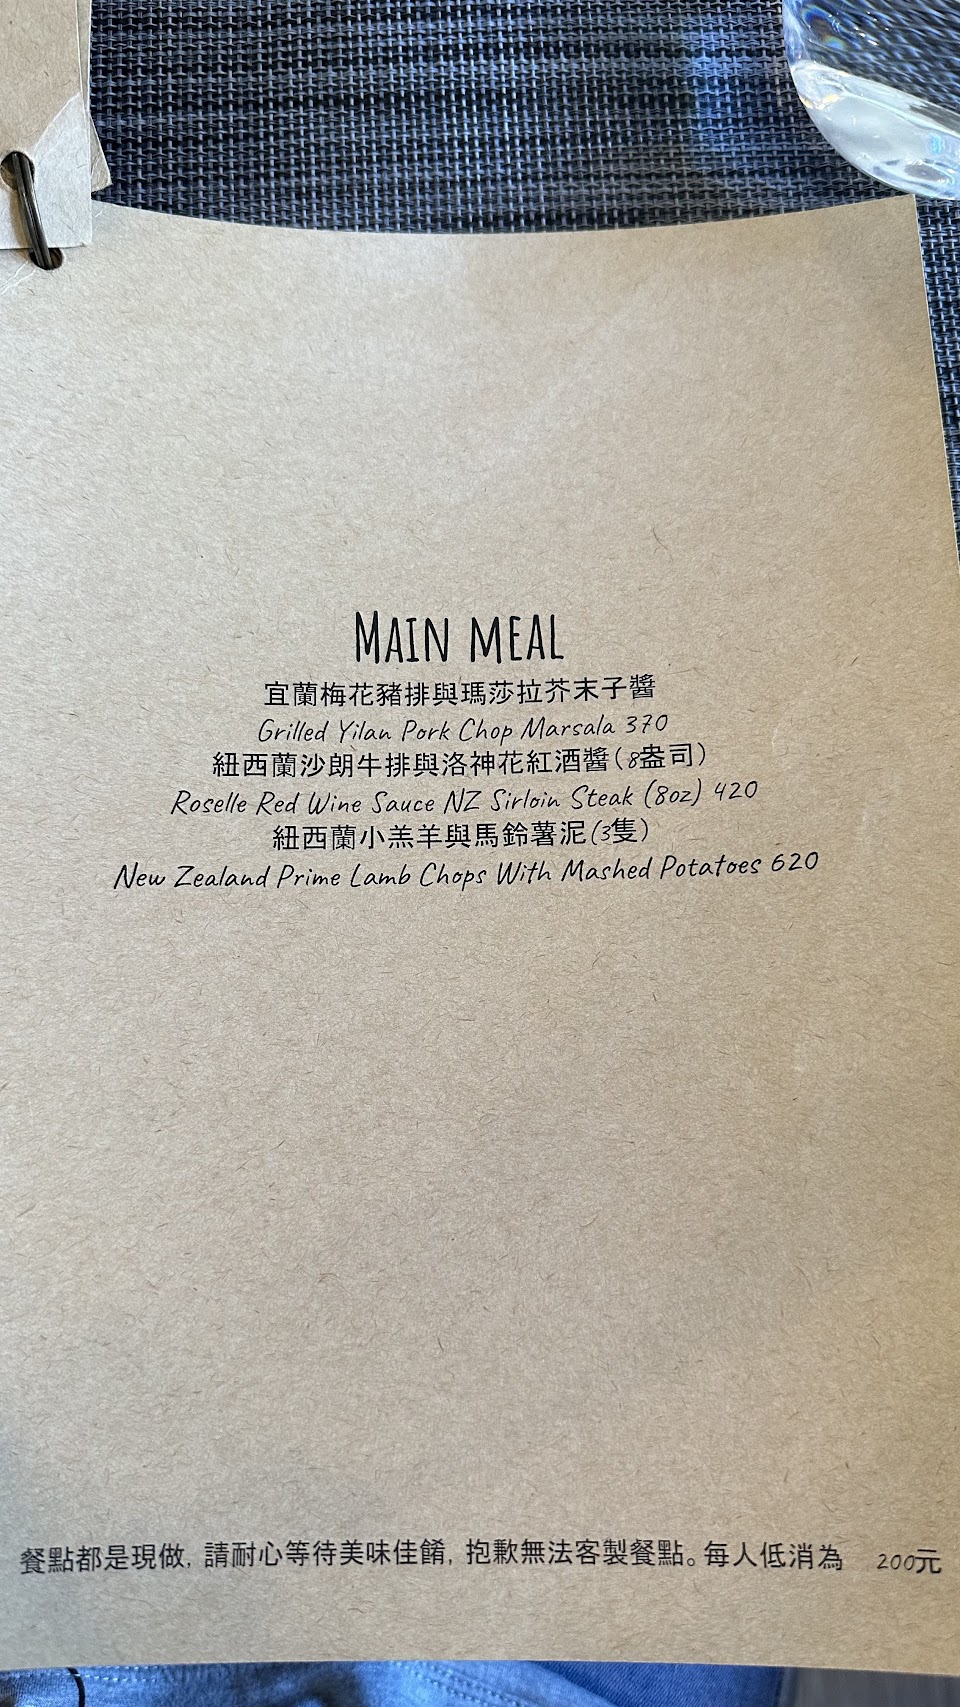 MAIN MEAL
宜蘭梅花豬排與瑪莎拉芥末子醬
Grilled Yilan Pork Chop Marsala 370
紐西蘭沙朗牛排與洛神花紅酒醬(8盎司)
Roselle Red Wine Sauce NZ Sirloin Steak (8oz) 420
紐西蘭小羔羊與馬鈴薯泥(3隻)
New Zealand Prime Lamb Chops With Mashed Potatoes 620
餐點都是現做, 請耐心等待美味佳餚, 抱歉無法客製餐點。每人低消為 200元